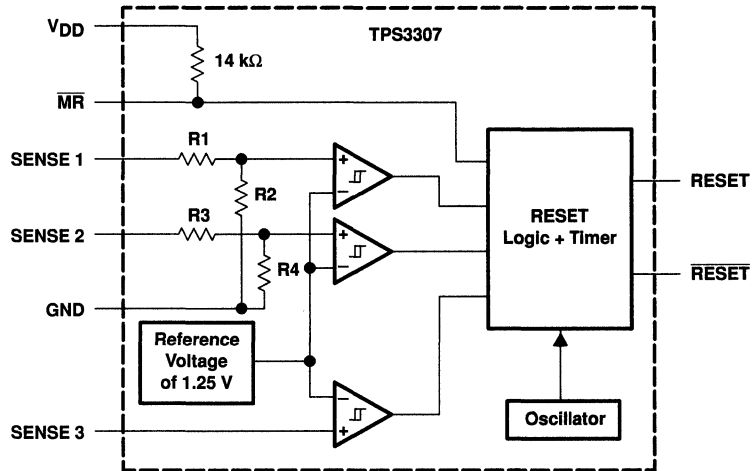 VDD
TPS3307
14 kΩ
MR
SENSE 1
R1
+
–
R2
SENSE 2
R3
+
–
R4
RESET
Logic + Timer
RESET
RESET
GND
Reference
Voltage
of 1.25 V
–
+
SENSE 3
Oscillator